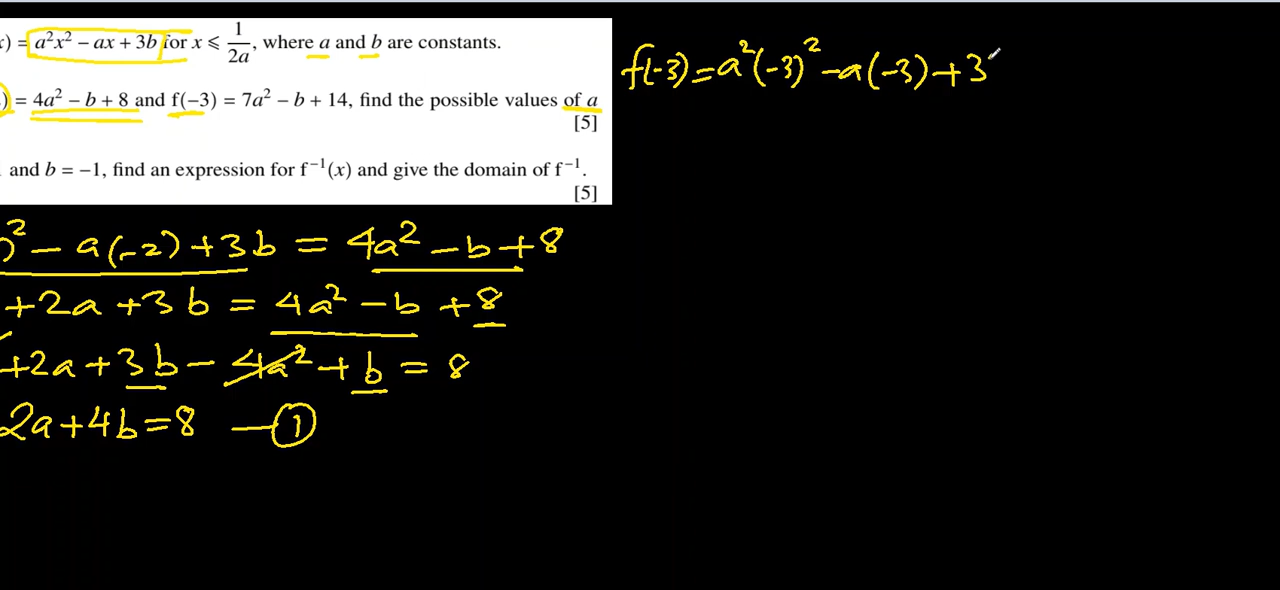 x) = a²x² − ax + 3b for x ⩽ 1/2a, where a and b are constants.
) = 4a² − b + 8 and f(−3) = 7a² − b + 14, find the possible values of a
[5]
and b = −1, find an expression for f⁻¹(x) and give the domain of f⁻¹.
[5]
)² − a(−2) + 3b = 4a² − b + 8
+2a + 3b = 4a² − b + 8
+2a + 3b − 4a² + b = 8
2a + 4b = 8 — ①
f(−3) = a²(−3)² − a(−3) + 3